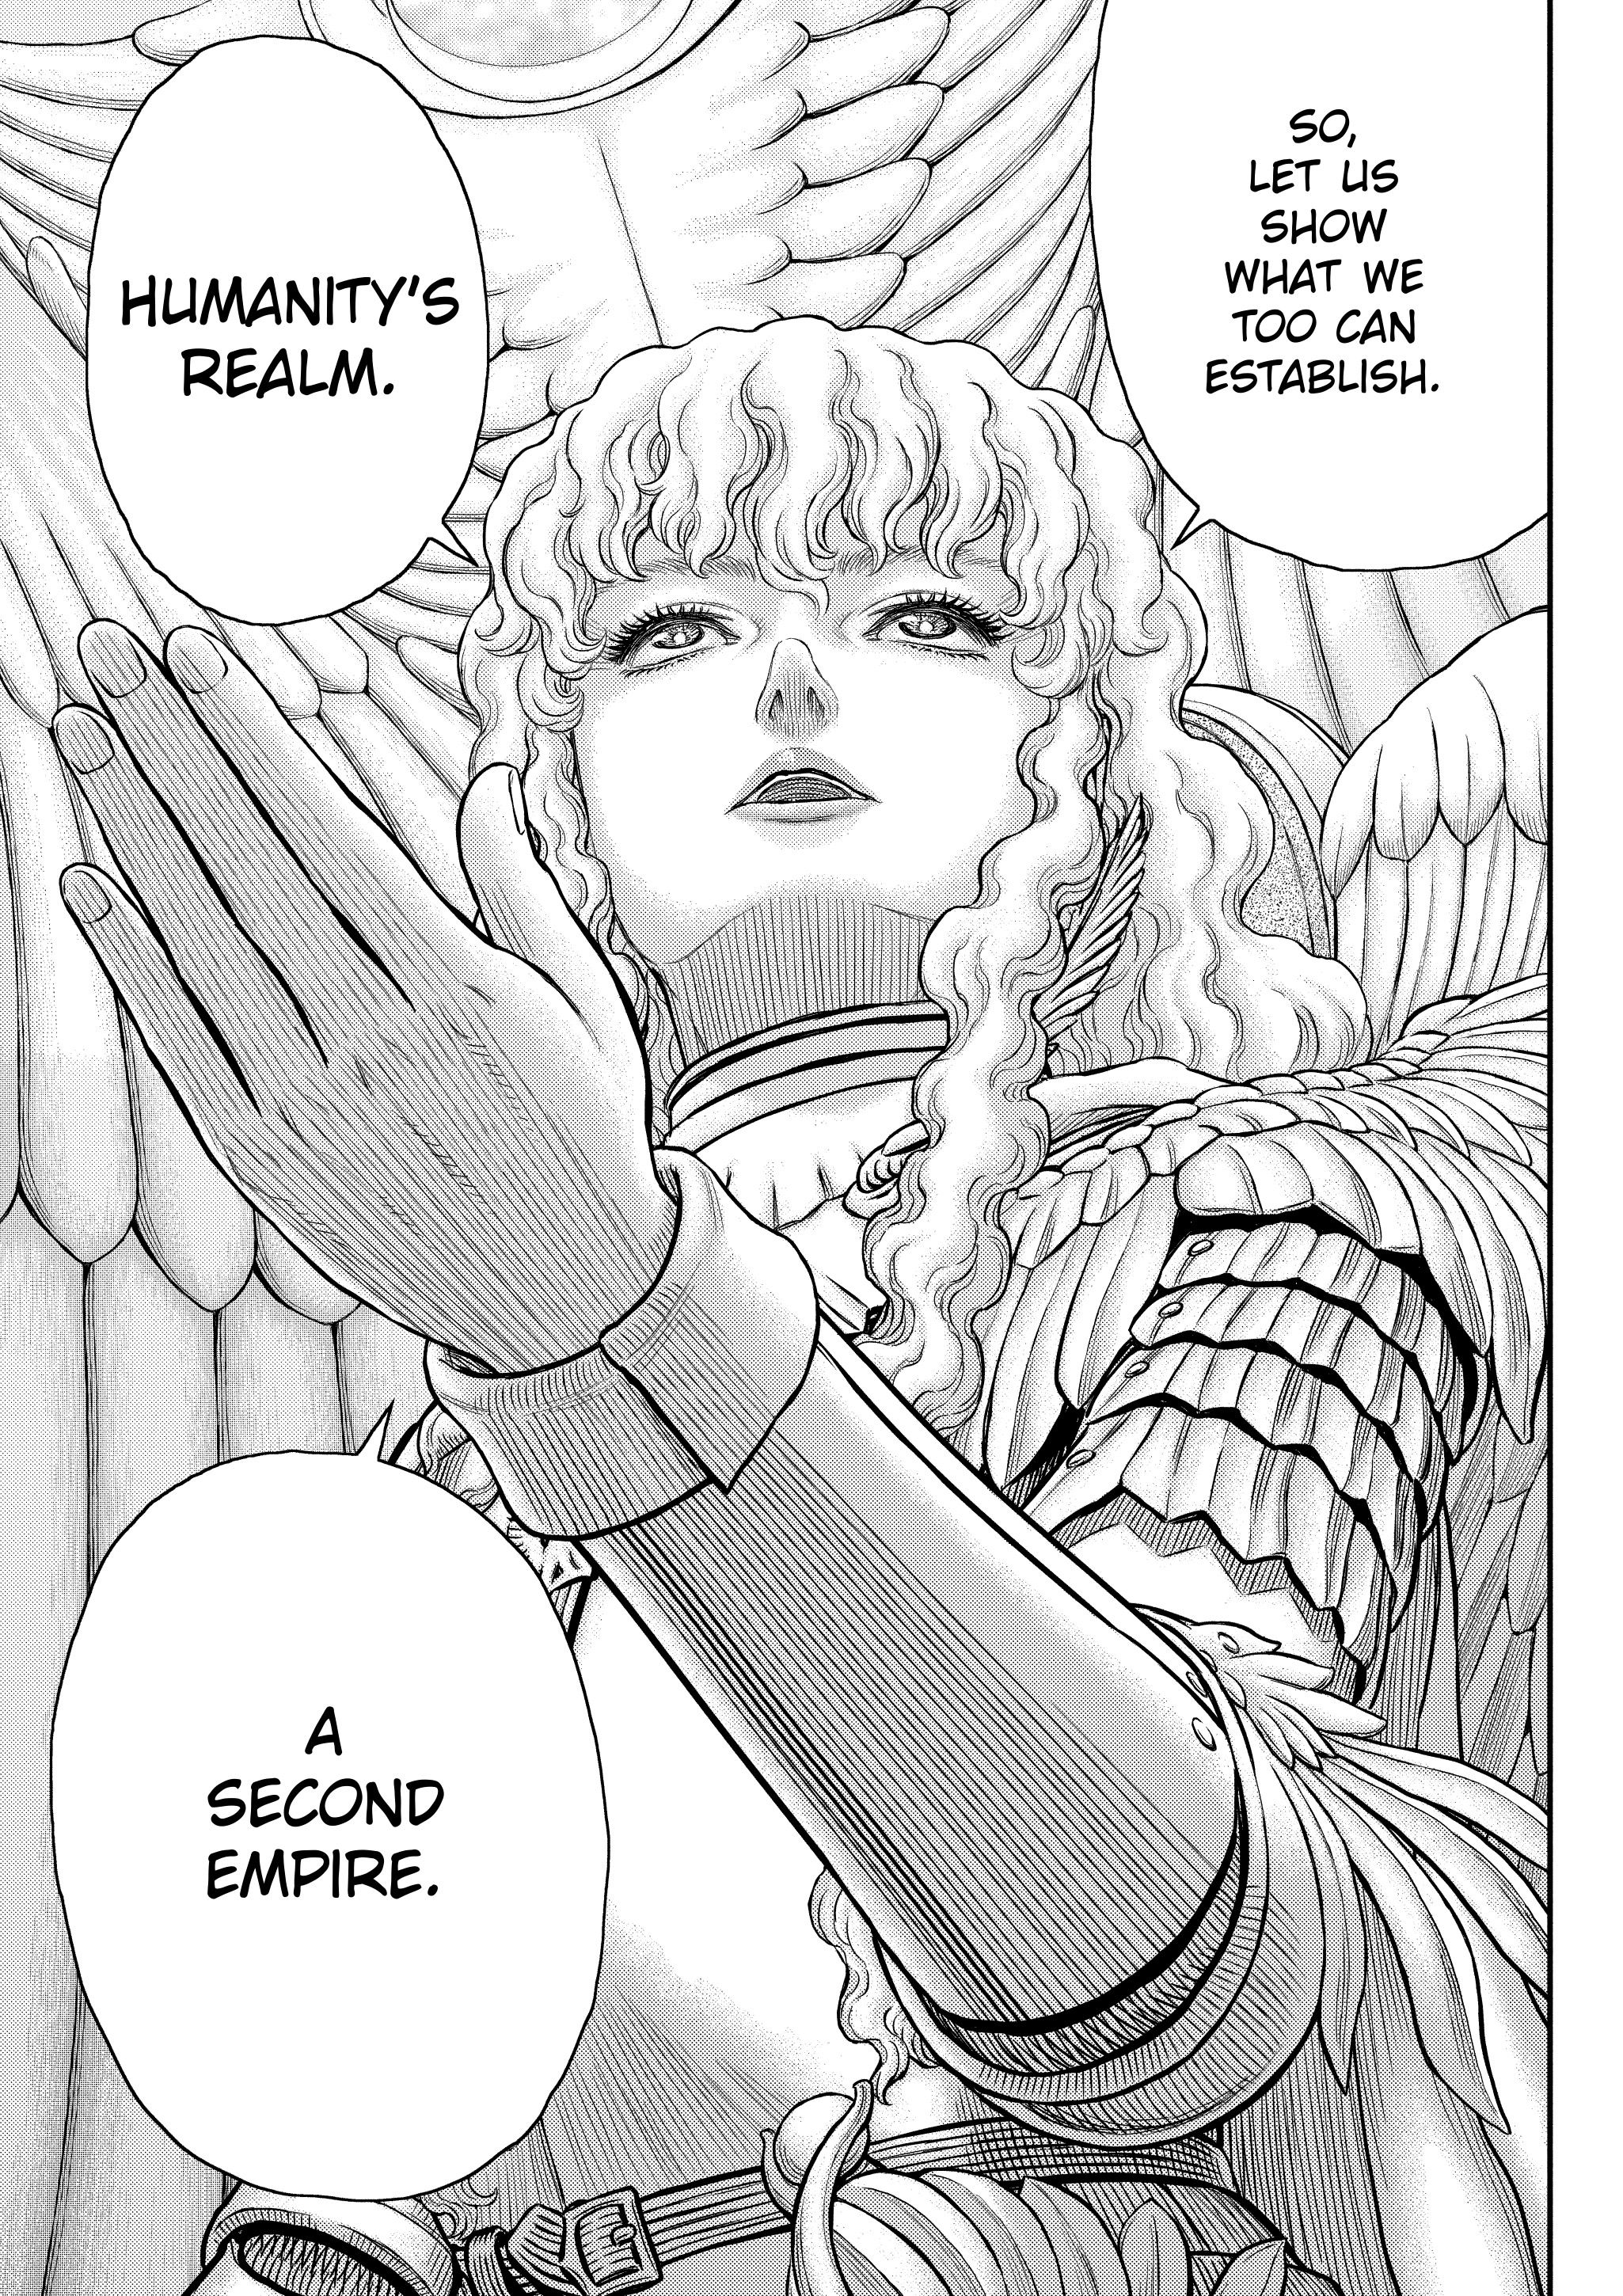 SO,
LET US
SHOW
WHAT WE
TOO CAN
ESTABLISH.
HUMANITY'S
REALM.
A
SECOND
EMPIRE.